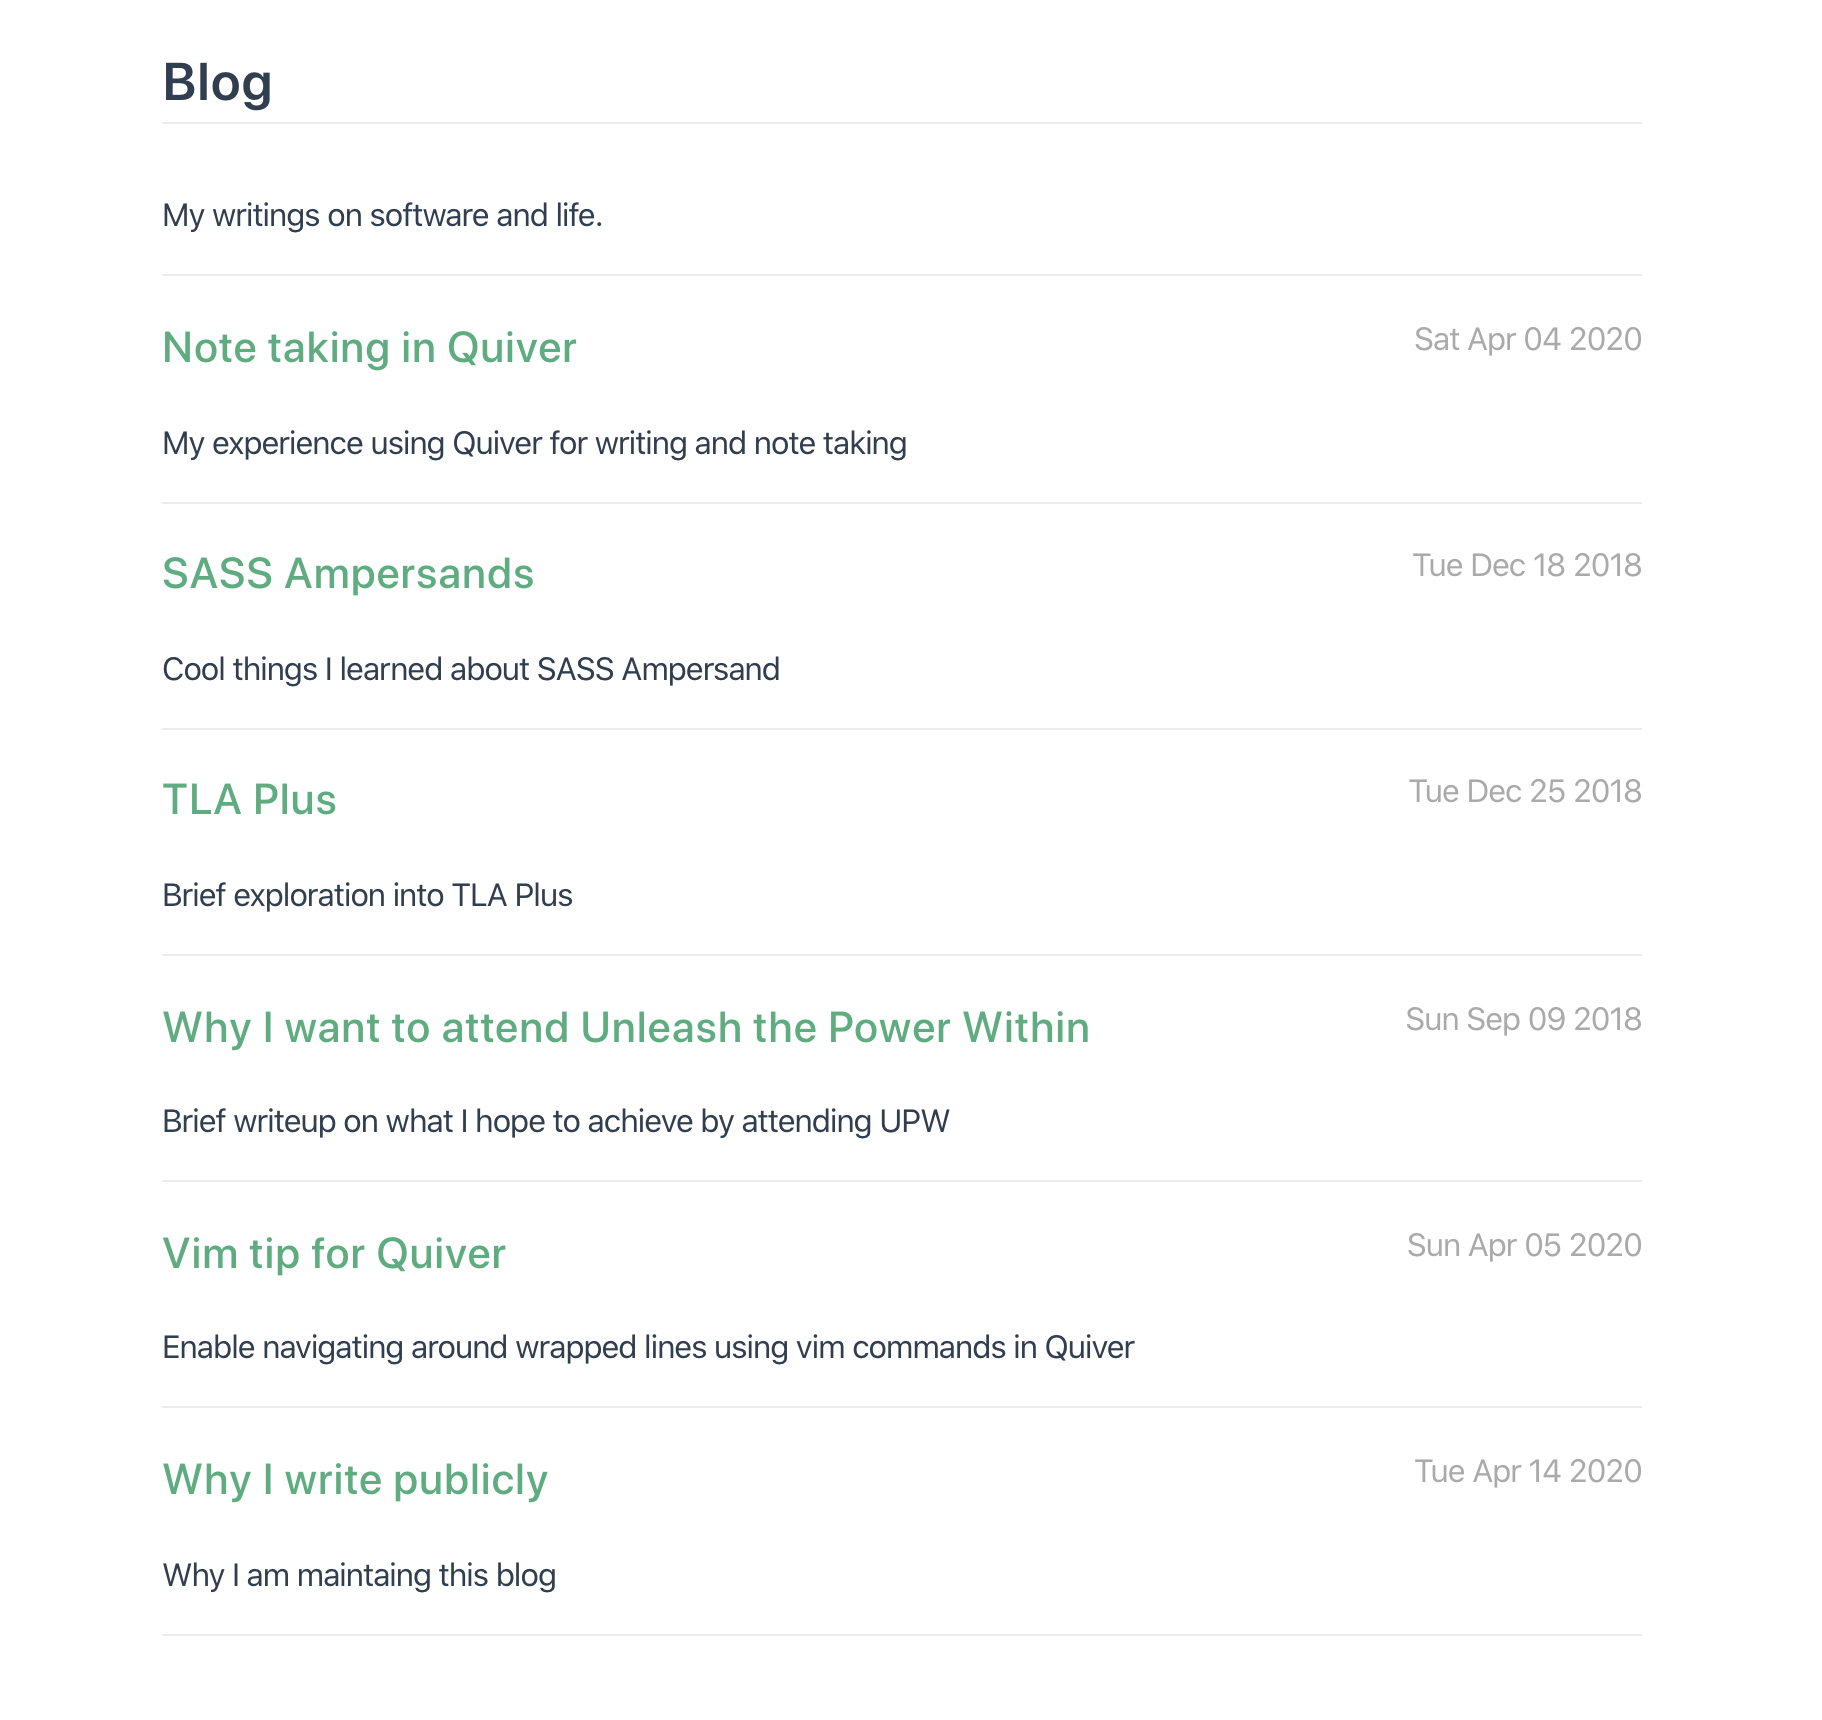 Blog
My writings on software and life.
Note taking in Quiver
Sat Apr 04 2020
My experience using Quiver for writing and note taking
SASS Ampersands
Tue Dec 18 2018
Cool things I learned about SASS Ampersand
TLA Plus
Tue Dec 25 2018
Brief exploration into TLA Plus
Why I want to attend Unleash the Power Within
Sun Sep 09 2018
Brief writeup on what I hope to achieve by attending UPW
Vim tip for Quiver
Sun Apr 05 2020
Enable navigating around wrapped lines using vim commands in Quiver
Why I write publicly
Tue Apr 14 2020
Why I am maintaing this blog